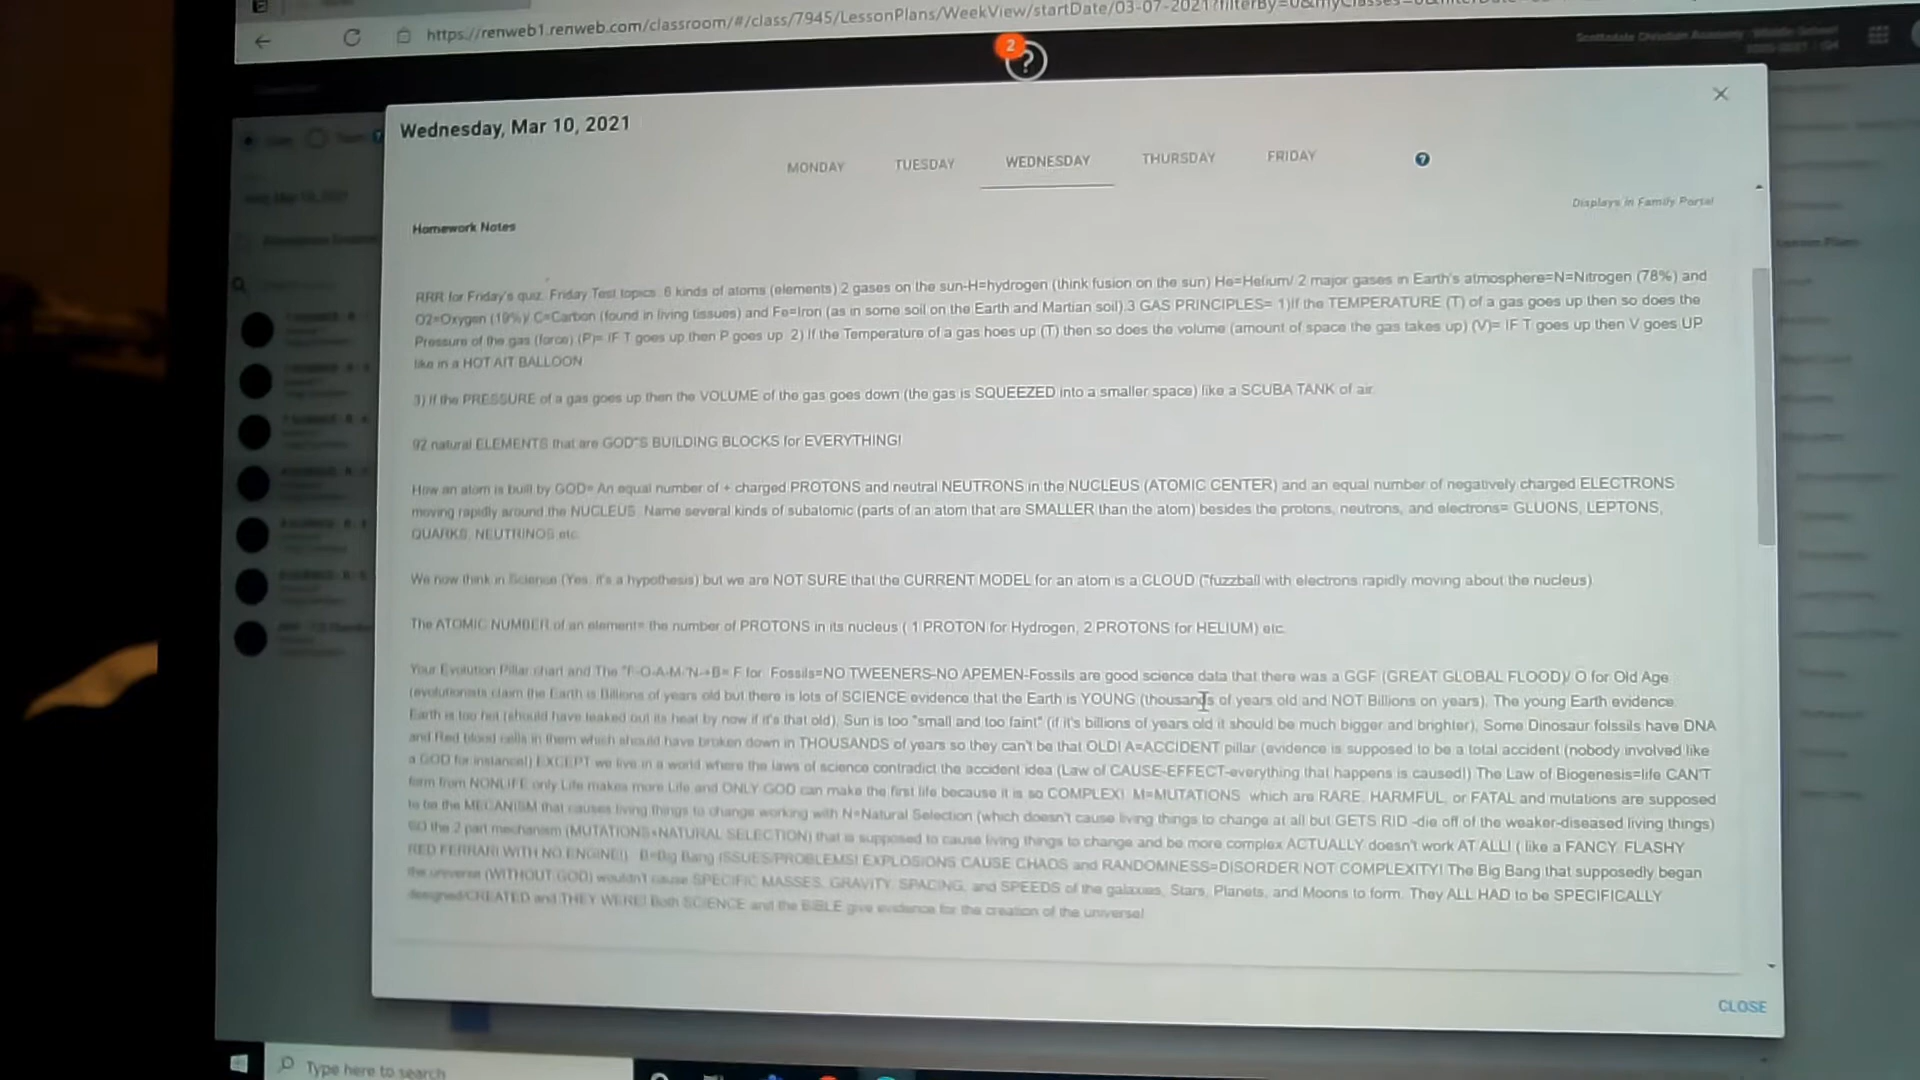 https://renweb1.renweb.com/classroom/#/class/7945/LessonPlans/WeekView/startDate/03-07-2021?filterBy=0&myClasses=0&filterDate=
2
?
Scottsdale Christian Academy - Middle School
Wednesday, Mar 10, 2021
MONDAY TUESDAY WEDNESDAY THURSDAY FRIDAY ?
Displays in Family Portal
Homework Notes
RRR for Friday's quiz. Friday Test topics. 6 kinds of atoms (elements) 2 gases on the sun-H=hydrogen (think fusion on the sun) He=Helium/ 2 major gases in Earth's atmosphere=N=Nitrogen (78%) and
O2=Oxygen (19%)/ C=Carbon (found in living tissues) and Fe=Iron (as in some soil on the Earth and Martian soil).3 GAS PRINCIPLES= 1)If the TEMPERATURE (T) of a gas goes up then so does the
Pressure of the gas (force) (P)= IF T goes up then P goes up 2) If the Temperature of a gas hoes up (T) then so does the volume (amount of space the gas takes up) (V)= IF T goes up then V goes UP
like in a HOT AIT BALLOON
3) If the PRESSURE of a gas goes up then the VOLUME of the gas goes down (the gas is SQUEEZED into a smaller space) like a SCUBA TANK of air.
92 natural ELEMENTS that are GOD"S BUILDING BLOCKS for EVERYTHING!
How an atom is built by GOD= An equal number of + charged PROTONS and neutral NEUTRONS in the NUCLEUS (ATOMIC CENTER) and an equal number of negatively charged ELECTRONS
moving rapidly around the NUCLEUS. Name several kinds of subatomic (parts of an atom that are SMALLER than the atom) besides the protons, neutrons, and electrons= GLUONS, LEPTONS,
QUARKS, NEUTRINOS etc.
We now think in Science (Yes, it's a hypothesis) but we are NOT SURE that the CURRENT MODEL for an atom is a CLOUD ("fuzzball with electrons rapidly moving about the nucleus)
The ATOMIC NUMBER of an element= the number of PROTONS in its nucleus ( 1 PROTON for Hydrogen, 2 PROTONS for HELIUM) etc.
Your Evolution Pillar chart and The "F-O-A-M-'N-+B= F for Fossils=NO TWEENERS-NO APEMEN-Fossils are good science data that there was a GGF (GREAT GLOBAL FLOOD)/ O for Old Age
(evolutionists claim the Earth is Billions of years old but there is lots of SCIENCE evidence that the Earth is YOUNG (thousands of years old and NOT Billions on years). The young Earth evidence:
Earth is too hot (should have leaked out its heat by now if it's that old), Sun is too "small and too faint" (if it's billions of years old it should be much bigger and brighter), Some Dinosaur folssils have DNA
and Red blood cells in them which should have broken down in THOUSANDS of years so they can't be that OLD! A=ACCIDENT pillar (evidence is supposed to be a total accident (nobody involved like
a GOD for instance!) EXCEPT we live in a world where the laws of science contradict the accident idea (Law of CAUSE-EFFECT-everything that happens is caused!) The Law of Biogenesis=life CAN'T
form from NONLIFE only Life makes more Life and ONLY GOD can make the first life because it is so COMPLEX! M=MUTATIONS which are RARE, HARMFUL, or FATAL and mutations are supposed
to be the MECANISM that causes living things to change working with N=Natural Selection (which doesn't cause living things to change at all but GETS RID -die off of the weaker-diseased living things)
SO the 2 part mechanism (MUTATIONS+NATURAL SELECTION) that is supposed to cause living things to change and be more complex ACTUALLY doesn't work AT ALL! ( like a FANCY FLASHY
RED FERRARI WITH NO ENGINE!). B=Big Bang ISSUES/PROBLEMS! EXPLOSIONS CAUSE CHAOS and RANDOMNESS=DISORDER NOT COMPLEXITY! The Big Bang that supposedly began
the universe (WITHOUT GOD) wouldn't cause SPECIFIC MASSES, GRAVITY, SPACING, and SPEEDS of the galaxies, Stars, Planets, and Moons to form. They ALL HAD to be SPECIFICALLY
designed/CREATED and THEY WERE! Both SCIENCE and the BIBLE give evidence for the creation of the universe!
CLOSE
Type here to search